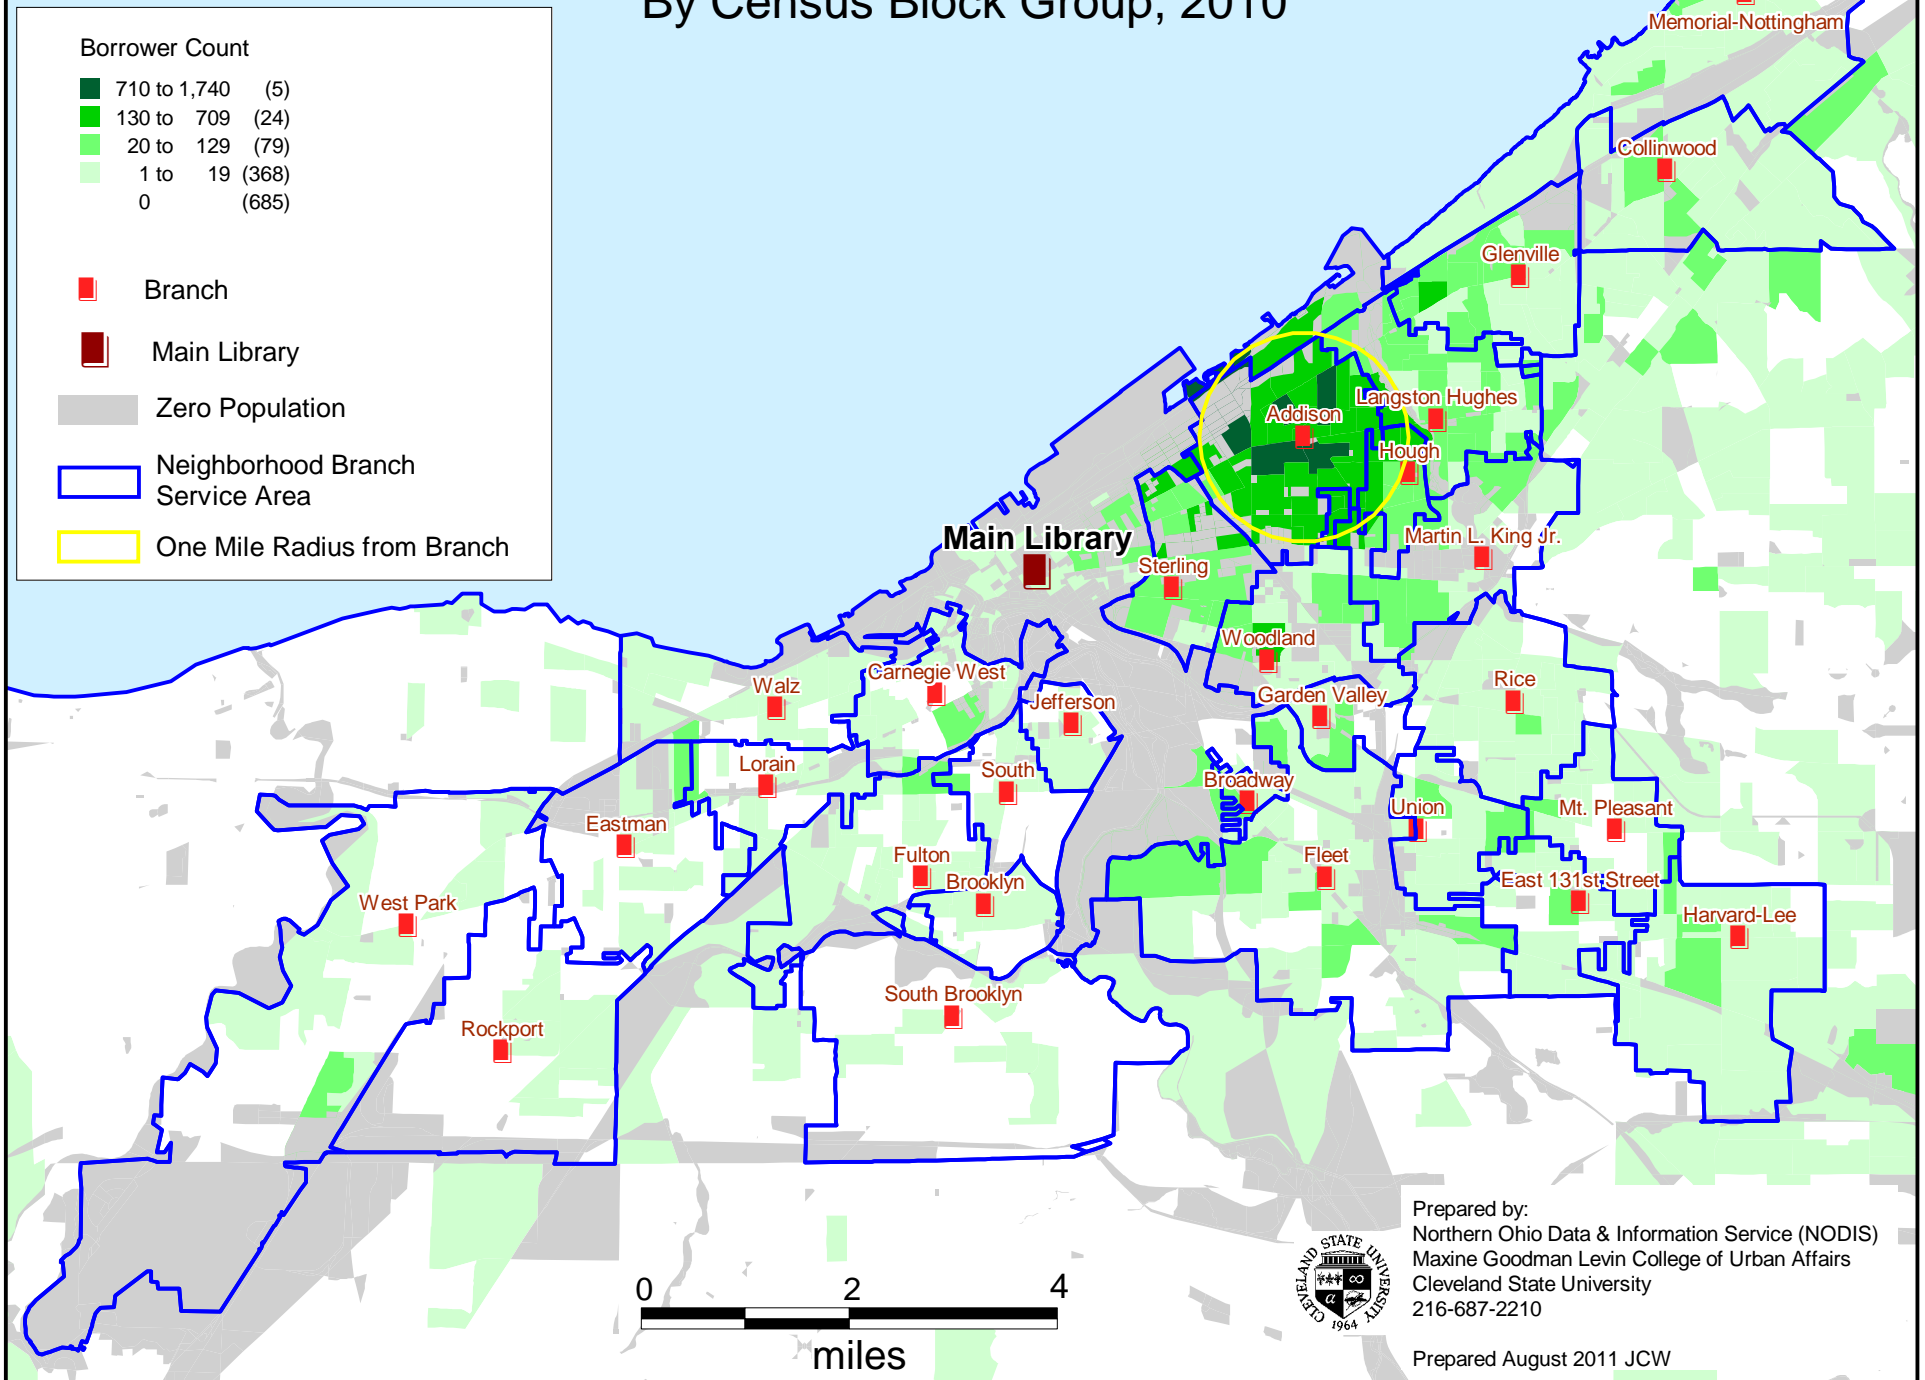 By Census Block Group, 2010
Borrower Count
710 to 1,740 (5)
130 to 709 (24)
20 to 129 (79)
1 to 19 (368)
0 (685)
Branch
Main Library
Zero Population
Neighborhood Branch
Service Area
One Mile Radius from Branch
Memorial-Nottingham
Collinwood
Glenville
Langston Hughes
Addison
Hough
Main Library
Martin L. King Jr.
Sterling
Woodland
Carnegie West
Walz
Jefferson
Garden Valley
Rice
Lorain
South
Broadway
Union
Mt. Pleasant
Eastman
Fulton
Brooklyn
Fleet
East 131st Street
West Park
Harvard-Lee
South Brooklyn
Rockport
0 2 4
miles
CLEVELAND STATE UNIVERSITY
1964
Prepared by:
Northern Ohio Data & Information Service (NODIS)
Maxine Goodman Levin College of Urban Affairs
Cleveland State University
216-687-2210
Prepared August 2011 JCW